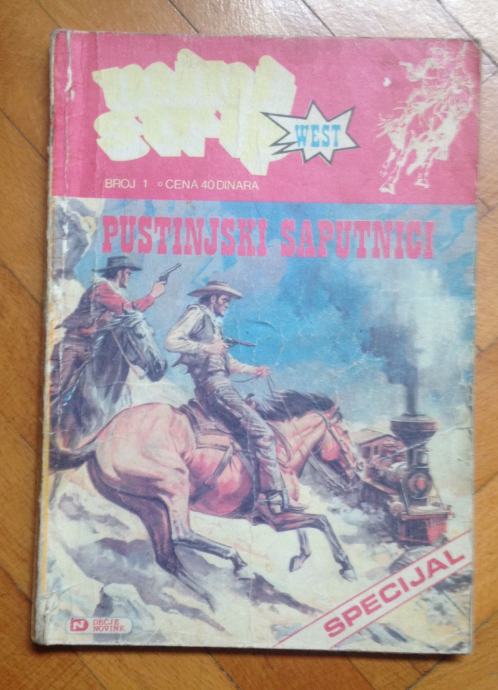 WEST
BROJ 1 ° CENA 40 DINARA
PUSTINJSKI SAPUTNICI
SPECIJAL
DEČJE
NOVINE